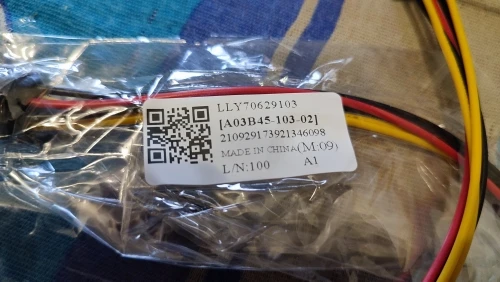 LLY70629103
[A03B45-103-02]
210929173921346098
MADE IN CHINA(M:09)
L/N:100 A1